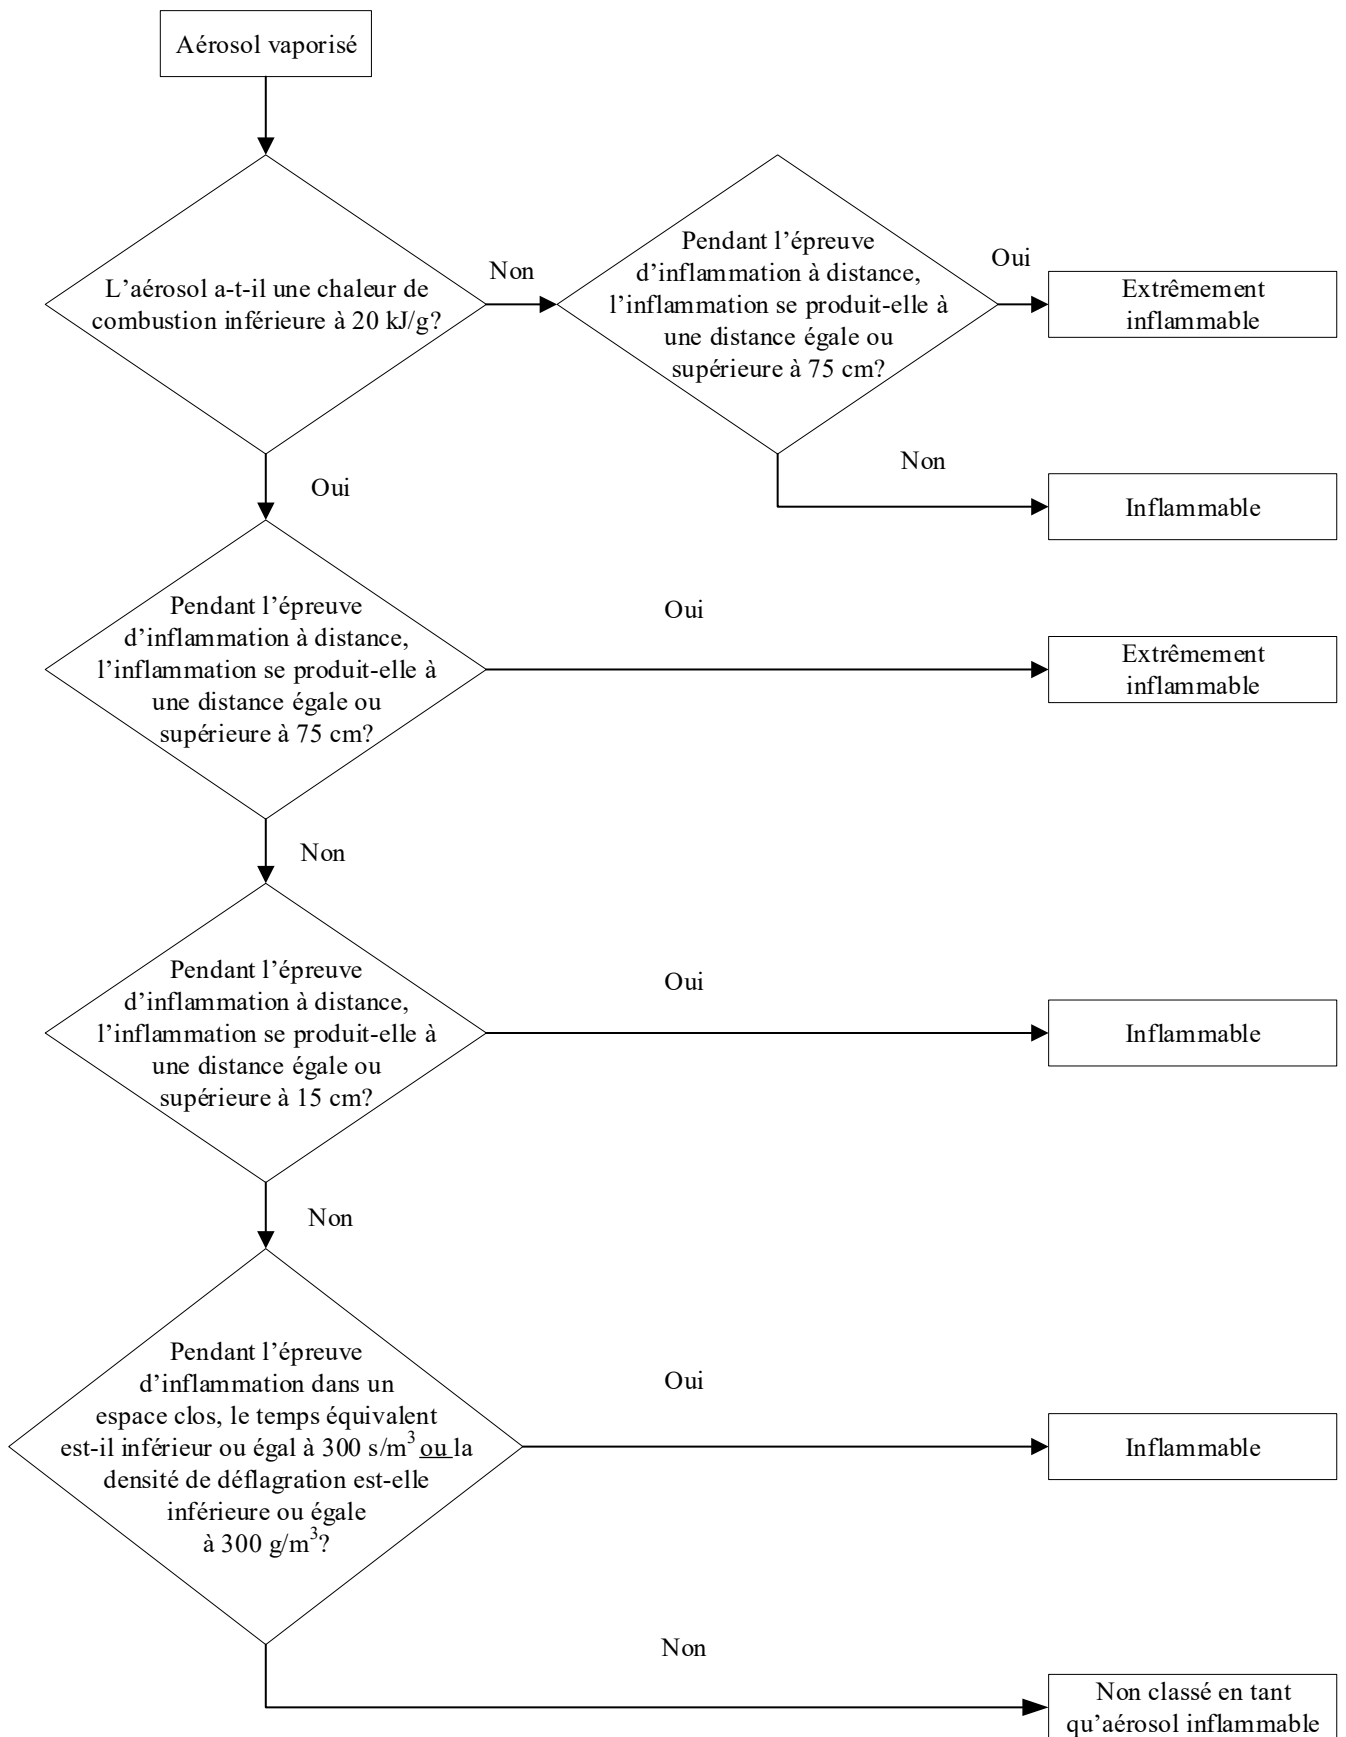 Aérosol vaporisé
L’aérosol a-t-il une chaleur de
combustion inférieure à 20 kJ/g?
Non
Pendant l’épreuve
d’inflammation à distance,
l’inflammation se produit-elle à
une distance égale ou
supérieure à 75 cm?
Oui
Extrêmement
inflammable
Non
Inflammable
Oui
Pendant l’épreuve
d’inflammation à distance,
l’inflammation se produit-elle à
une distance égale ou
supérieure à 75 cm?
Oui
Extrêmement
inflammable
Non
Pendant l’épreuve
d’inflammation à distance,
l’inflammation se produit-elle à
une distance égale ou
supérieure à 15 cm?
Oui
Inflammable
Non
Pendant l’épreuve
d’inflammation dans un
espace clos, le temps équivalent
est-il inférieur ou égal à 300 s/m³ ou la
densité de déflagration est-elle
inférieure ou égale
à 300 g/m³?
Oui
Inflammable
Non
Non classé en tant
qu’aérosol inflammable